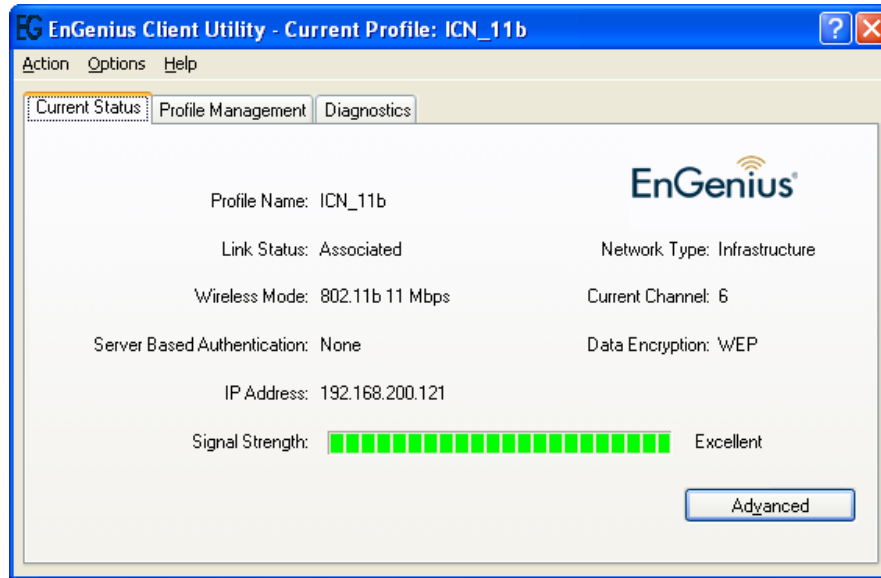 EG EnGenius Client Utility - Current Profile: ICN_11b ?
Action Options Help
Current Status Profile Management Diagnostics
EnGenius®
Profile Name: ICN_11b
Link Status: Associated Network Type: Infrastructure
Wireless Mode: 802.11b 11 Mbps Current Channel: 6
Server Based Authentication: None Data Encryption: WEP
IP Address: 192.168.200.121
Signal Strength: Excellent
Advanced